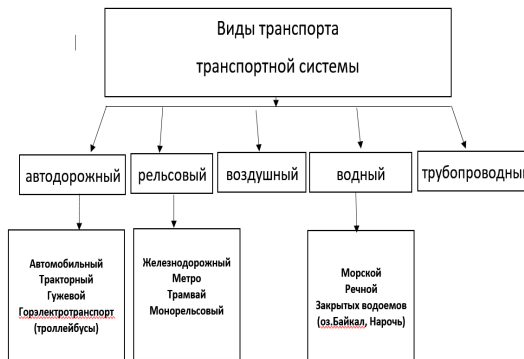 Виды транспорта
транспортной системы
автодорожный
рельсовый
воздушный
водный
трубопроводный
Автомобильный
Тракторный
Гужевой
Горэлектротранспорт
(троллейбусы)
Железнодорожный
Метро
Трамвай
Монорельсовый
Морской
Речной
Закрытых водоемов
(оз.Байкал, Нарочь)